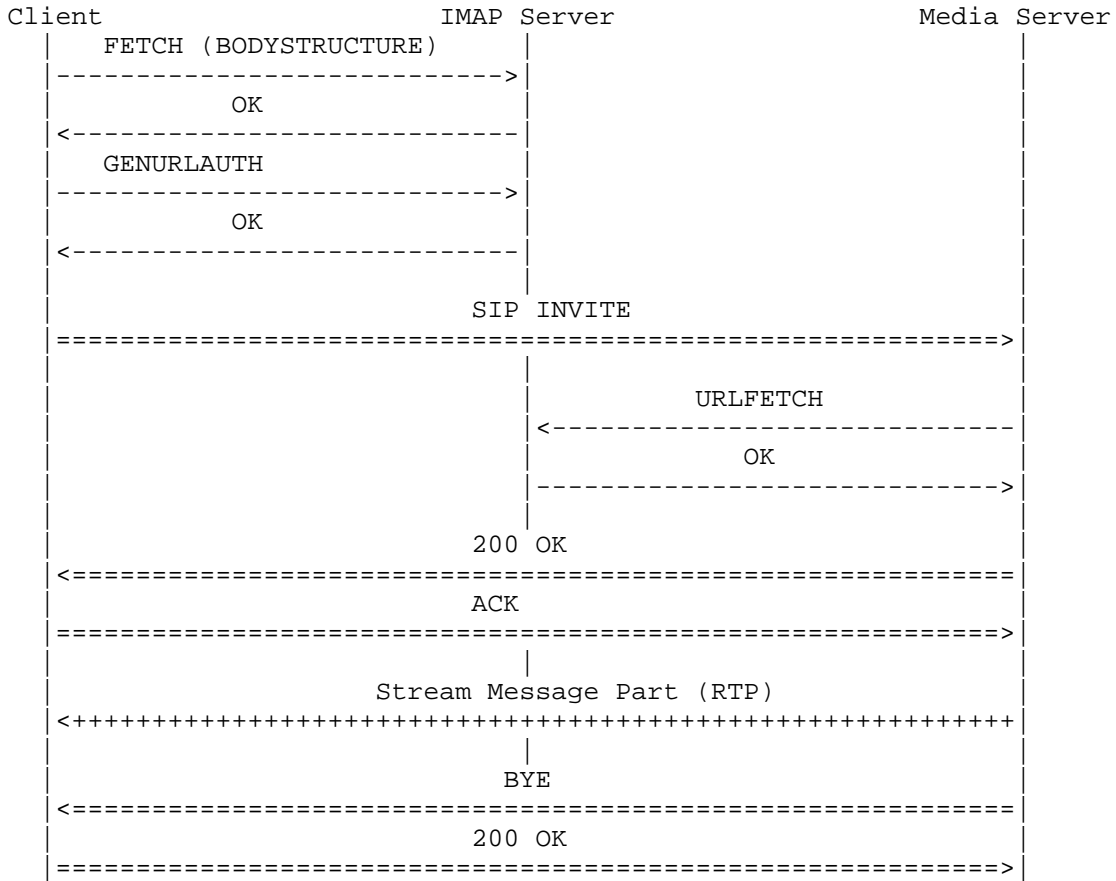 Client IMAP Server Media Server
FETCH (BODYSTRUCTURE)
OK
GENURLAUTH
OK
SIP INVITE
URLFETCH
OK
200 OK
ACK
Stream Message Part (RTP)
BYE
200 OK